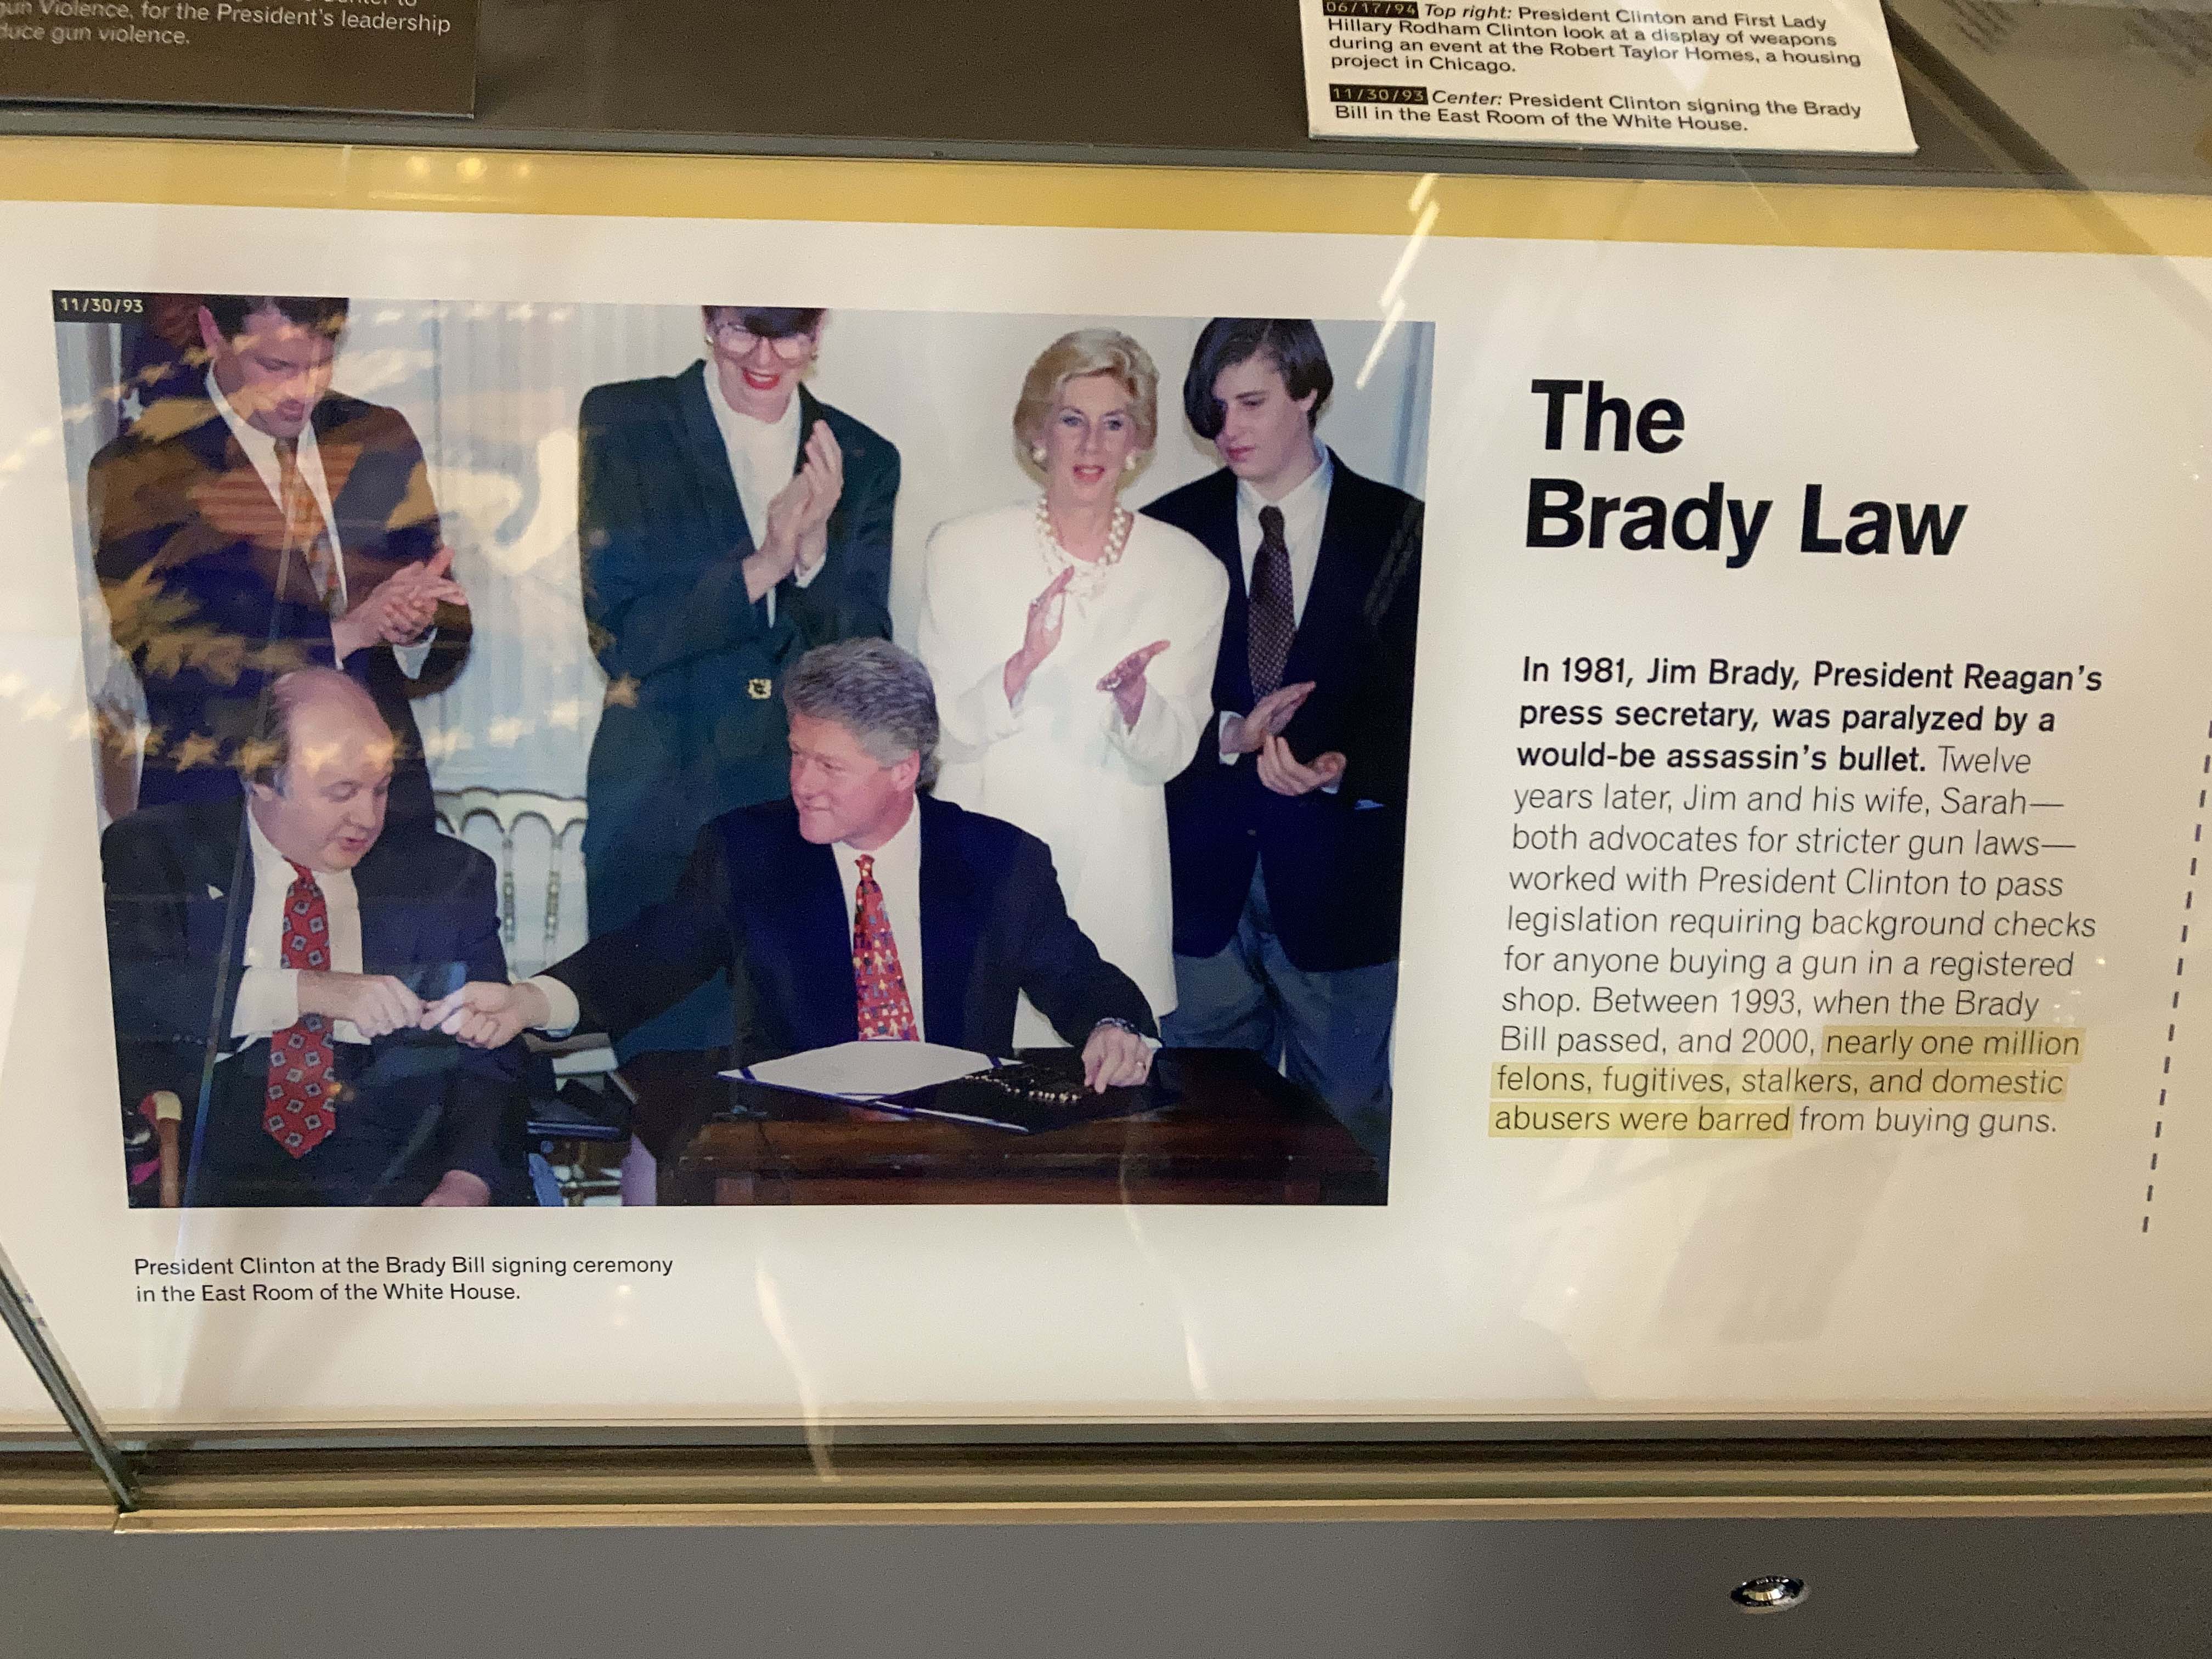 gun Violence, for the President's leadership
duce gun violence.
06/17/94 Top right: President Clinton and First Lady
Hillary Rodham Clinton look at a display of weapons
during an event at the Robert Taylor Homes, a housing
project in Chicago.
11/30/93 Center: President Clinton signing the Brady
Bill in the East Room of the White House.
11/30/93
The
Brady Law
In 1981, Jim Brady, President Reagan's
press secretary, was paralyzed by a
would-be assassin's bullet. Twelve
years later, Jim and his wife, Sarah—
both advocates for stricter gun laws—
worked with President Clinton to pass
legislation requiring background checks
for anyone buying a gun in a registered
shop. Between 1993, when the Brady
Bill passed, and 2000, nearly one million
felons, fugitives, stalkers, and domestic
abusers were barred from buying guns.
President Clinton at the Brady Bill signing ceremony
in the East Room of the White House.